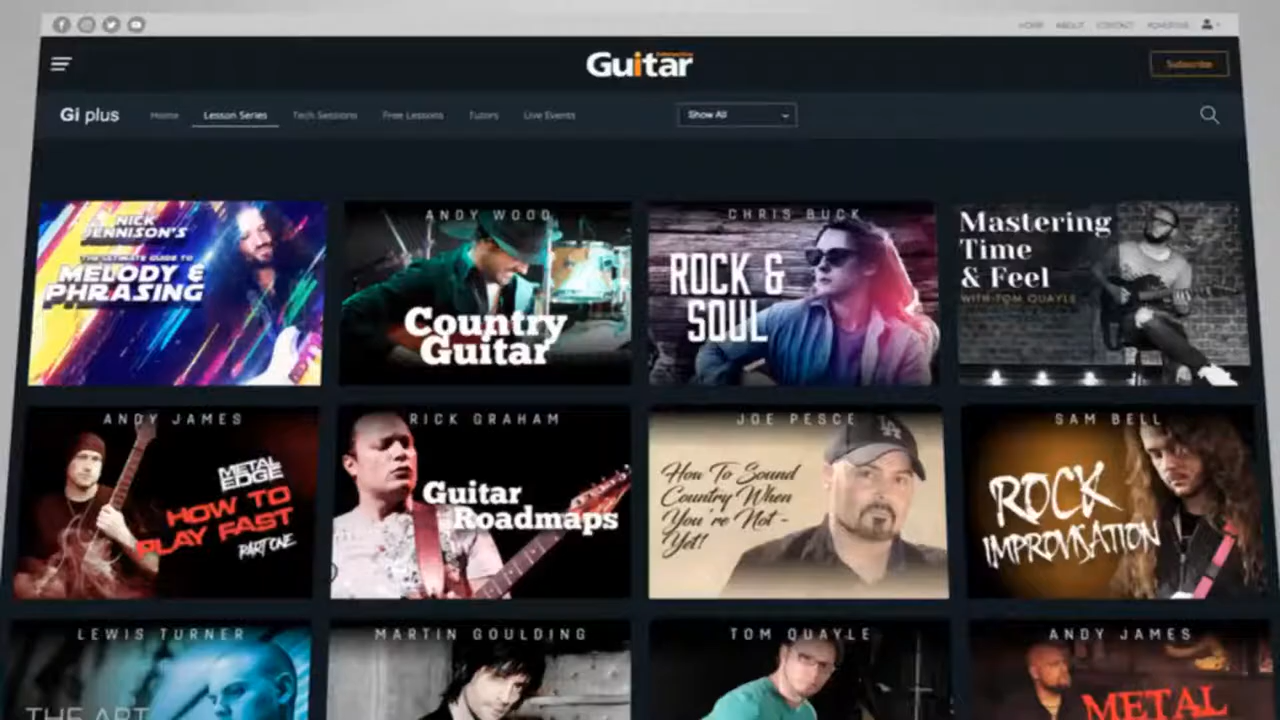 HOME ABOUT CONTACT
Guitar
Subscribe
Gi plus
Home Lesson Series Tech Sessions Free Lessons Tutors Live Events
Show All
NICK
JENNISON'S
THE ULTIMATE GUIDE TO
MELODY &
PHRASING
ANDY WOOD
Country
Guitar
CHRIS BUCK
ROCK &
SOUL
Mastering
Time
& Feel
WITH TOM QUAYLE
ANDY JAMES
METAL
EDGE
HOW TO
PLAY FAST
PART ONE
RICK GRAHAM
Guitar
Roadmaps
JOE PESCE
How To Sound
Country When
You're Not -
Yet!
SAM BELL
ROCK
IMPROVISATION
LEWIS TURNER
THE ART
MARTIN GOULDING
TOM QUAYLE
ANDY JAMES
METAL